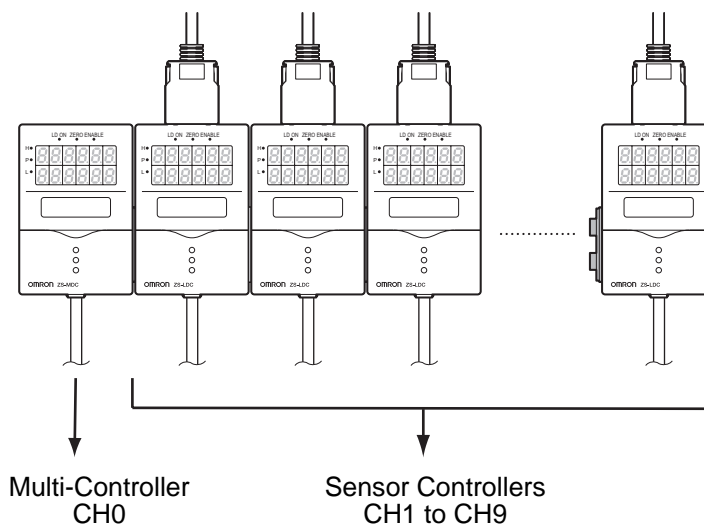 LD ON ZERO ENABLE
H
P
L
OMRON ZS-MDC
LD ON ZERO ENABLE
H
P
L
OMRON ZS-LDC
LD ON ZERO ENABLE
H
P
L
OMRON ZS-LDC
LD ON ZERO ENABLE
H
P
L
OMRON ZS-LDC
LD ON ZERO ENABLE
H
P
L
OMRON ZS-LDC
Multi-Controller
CH0
Sensor Controllers
CH1 to CH9